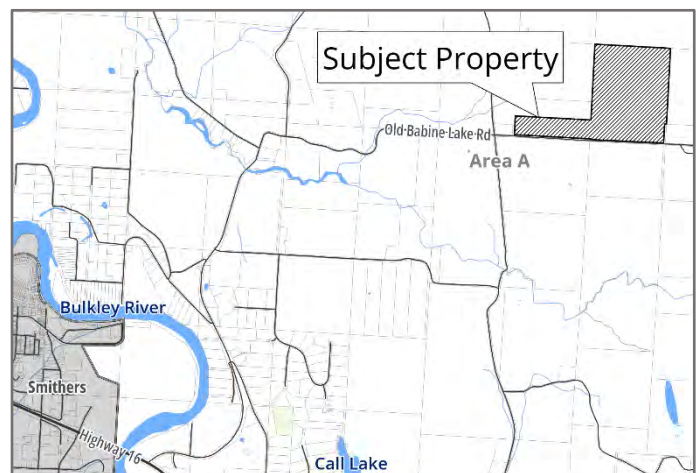 Subject Property
Old Babine Lake Rd
Area A
Bulkley River
Smithers
Highway 16
Call Lake